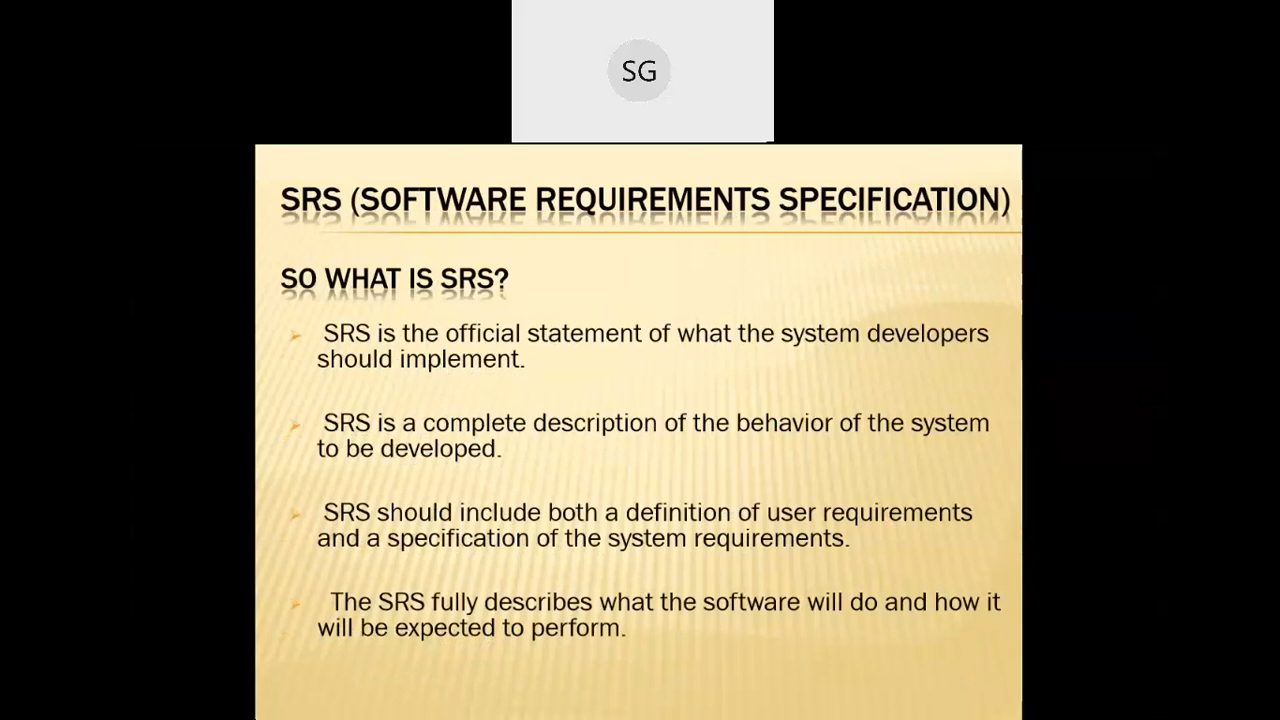 SG
SRS (SOFTWARE REQUIREMENTS SPECIFICATION)
SO WHAT IS SRS?
SRS is the official statement of what the system developers
should implement.
SRS is a complete description of the behavior of the system
to be developed.
SRS should include both a definition of user requirements
and a specification of the system requirements.
The SRS fully describes what the software will do and how it
will be expected to perform.